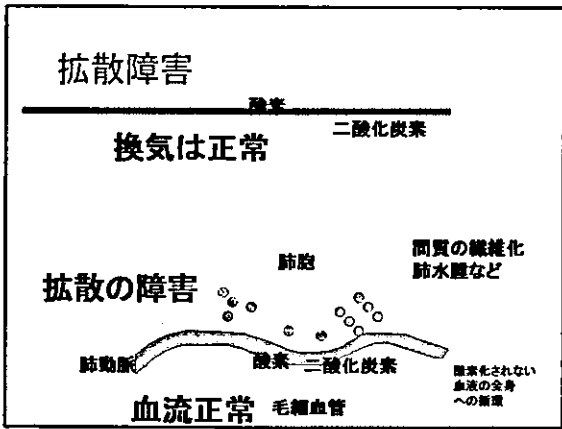 拡散障害
酸素
二酸化炭素
換気は正常
肺胞
間質の繊維化
肺水腫など
拡散の障害
肺動脈
酸素
二酸化炭素
酸素化されない
血液の全身
への循環
血流正常
毛細血管